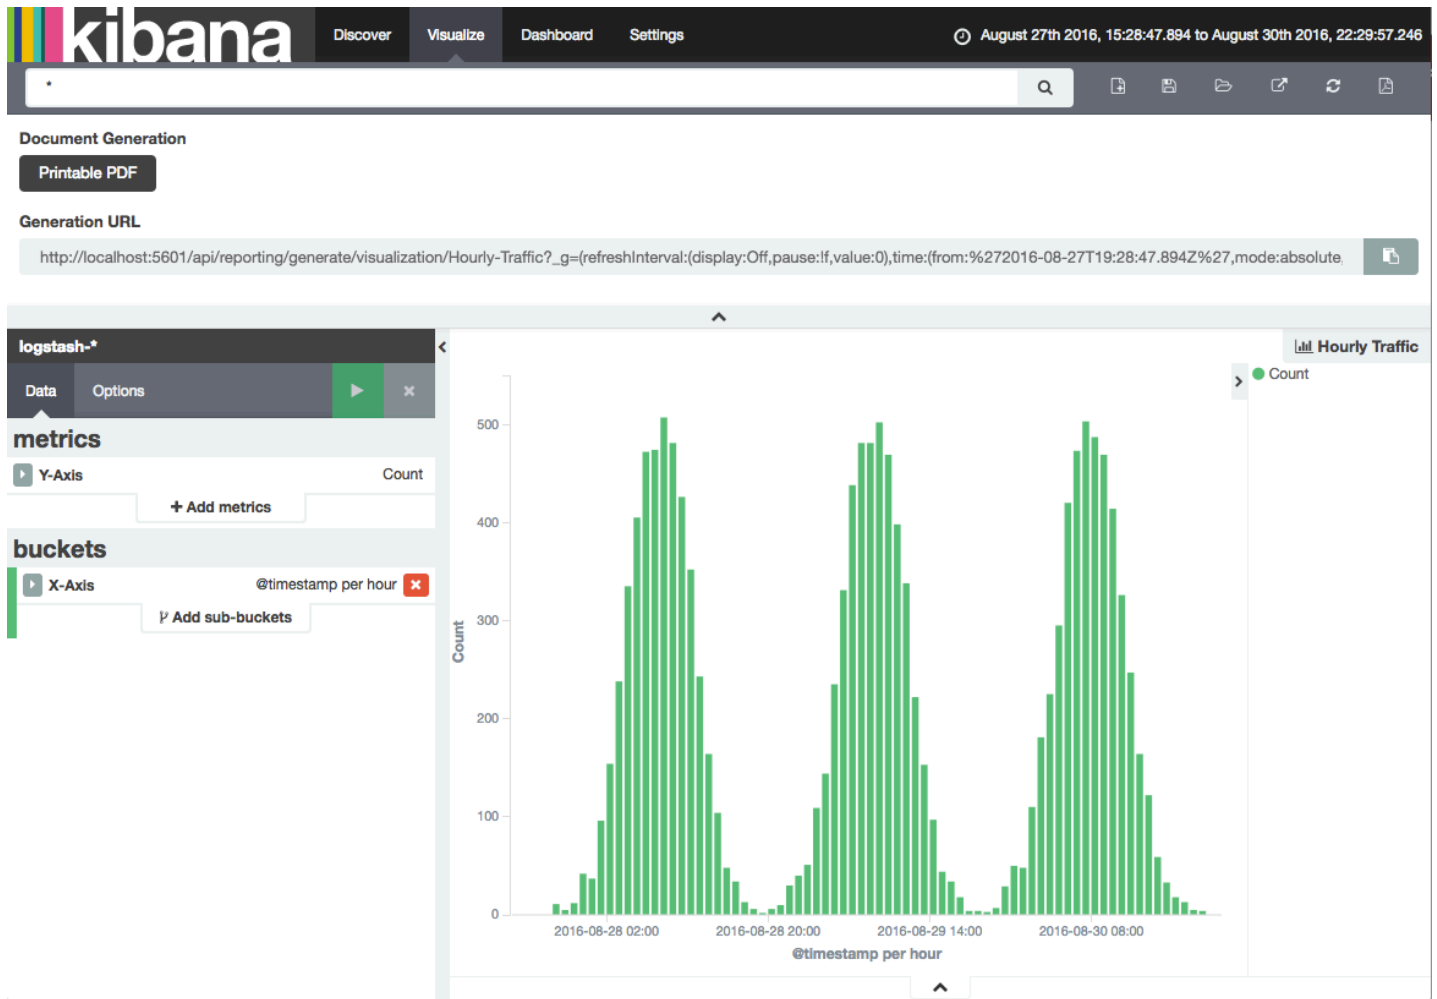 kibana
Discover
Visualize
Dashboard
Settings
August 27th 2016, 15:28:47.894 to August 30th 2016, 22:29:57.246
*
Document Generation
Printable PDF
Generation URL
http://localhost:5601/api/reporting/generate/visualization/Hourly-Traffic?_g=(refreshInterval:(display:Off,pause:!f,value:0),time:(from:%272016-08-27T19:28:47.894Z%27,mode:absolute,
logstash-*
Data
Options
metrics
Y-Axis
Count
Add metrics
buckets
X-Axis
@timestamp per hour
Add sub-buckets
Hourly Traffic
Count
500
400
300
200
100
0
Count
2016-08-28 02:00
2016-08-28 20:00
2016-08-29 14:00
2016-08-30 08:00
@timestamp per hour